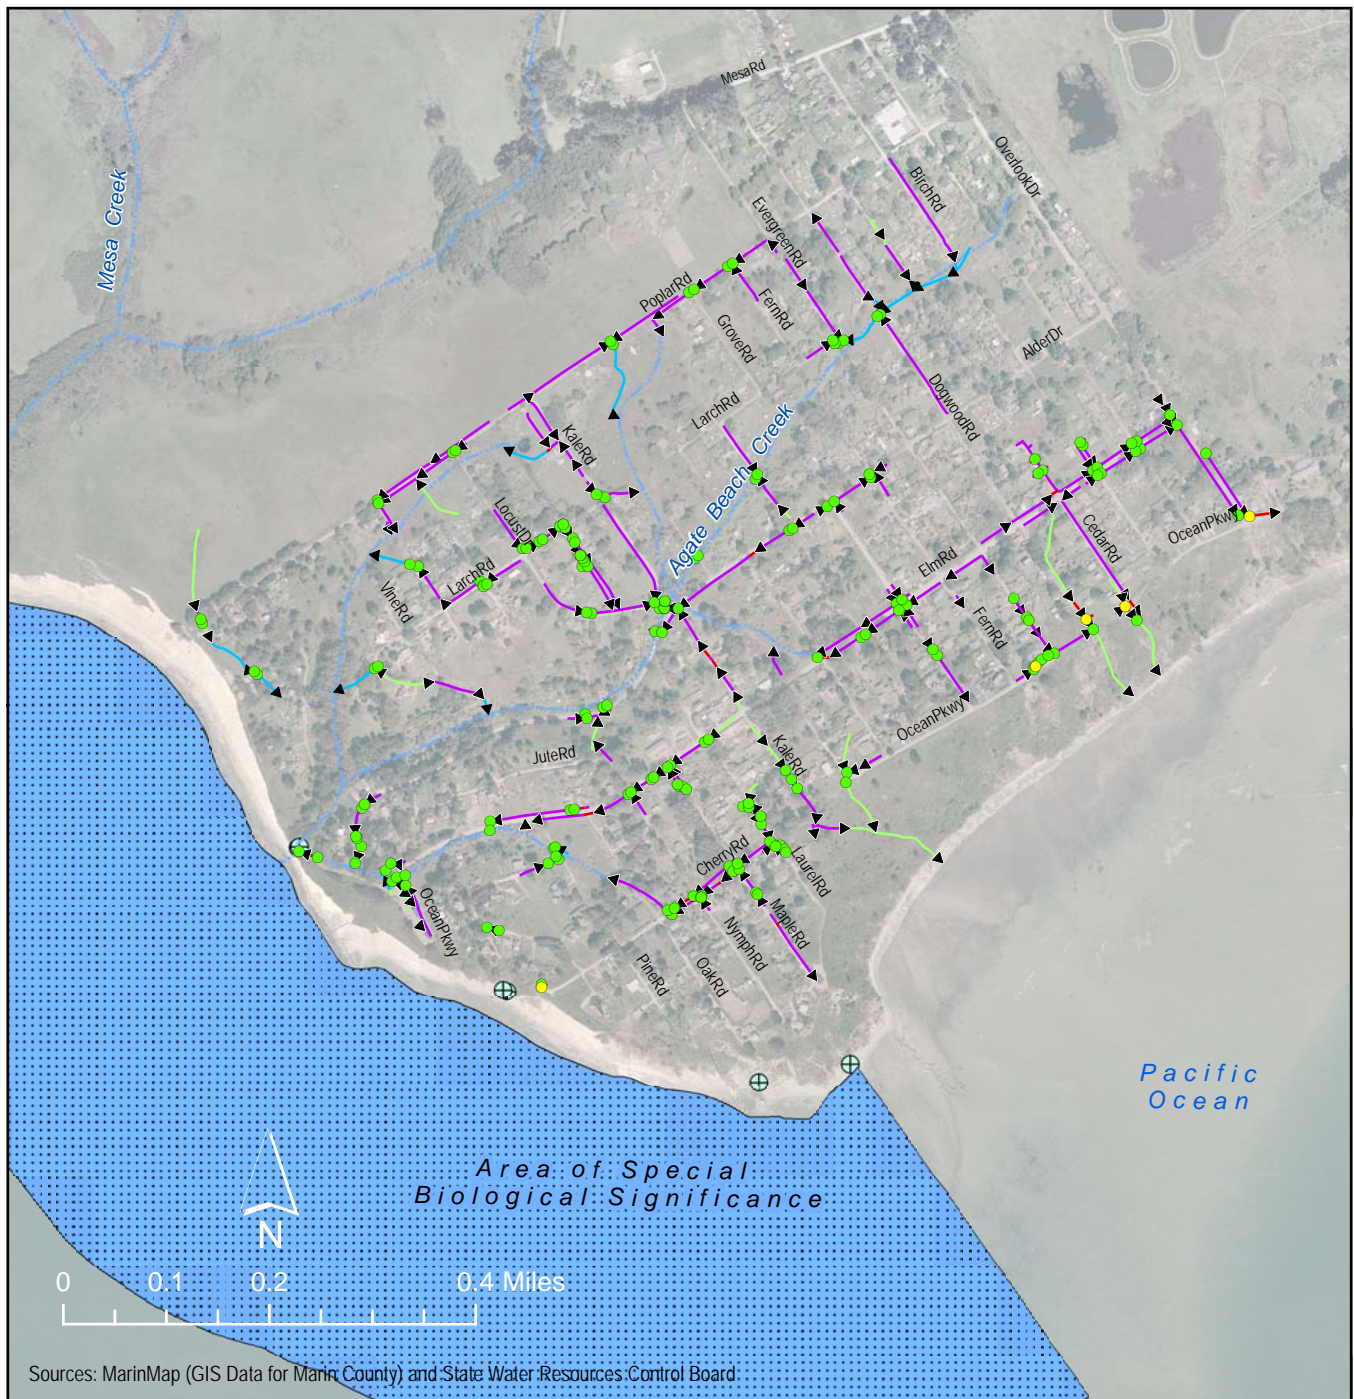 MesaRd
OverlookDr
BirchRd
Mesa Creek
EvergreenRd
PoplarRd
FernRd
GroveRd
AlderDr
DogwoodRd
LarchRd
KaleRd
Agate Beach Creek
LocustDr
CedarRd
OceanPkwy
ElmRd
LarchRd
VineRd
FernRd
OceanPkwy
JuteRd
KaleRd
CherryRd
LaurelRd
OceanPkwy
MapleRd
NymphRd
OakRd
PineRd
Pacific
Ocean
Area of Special
Biological Significance
N
0 0.1 0.2 0.4 Miles
Sources: MarinMap (GIS Data for Marin County) and State Water Resources Control Board